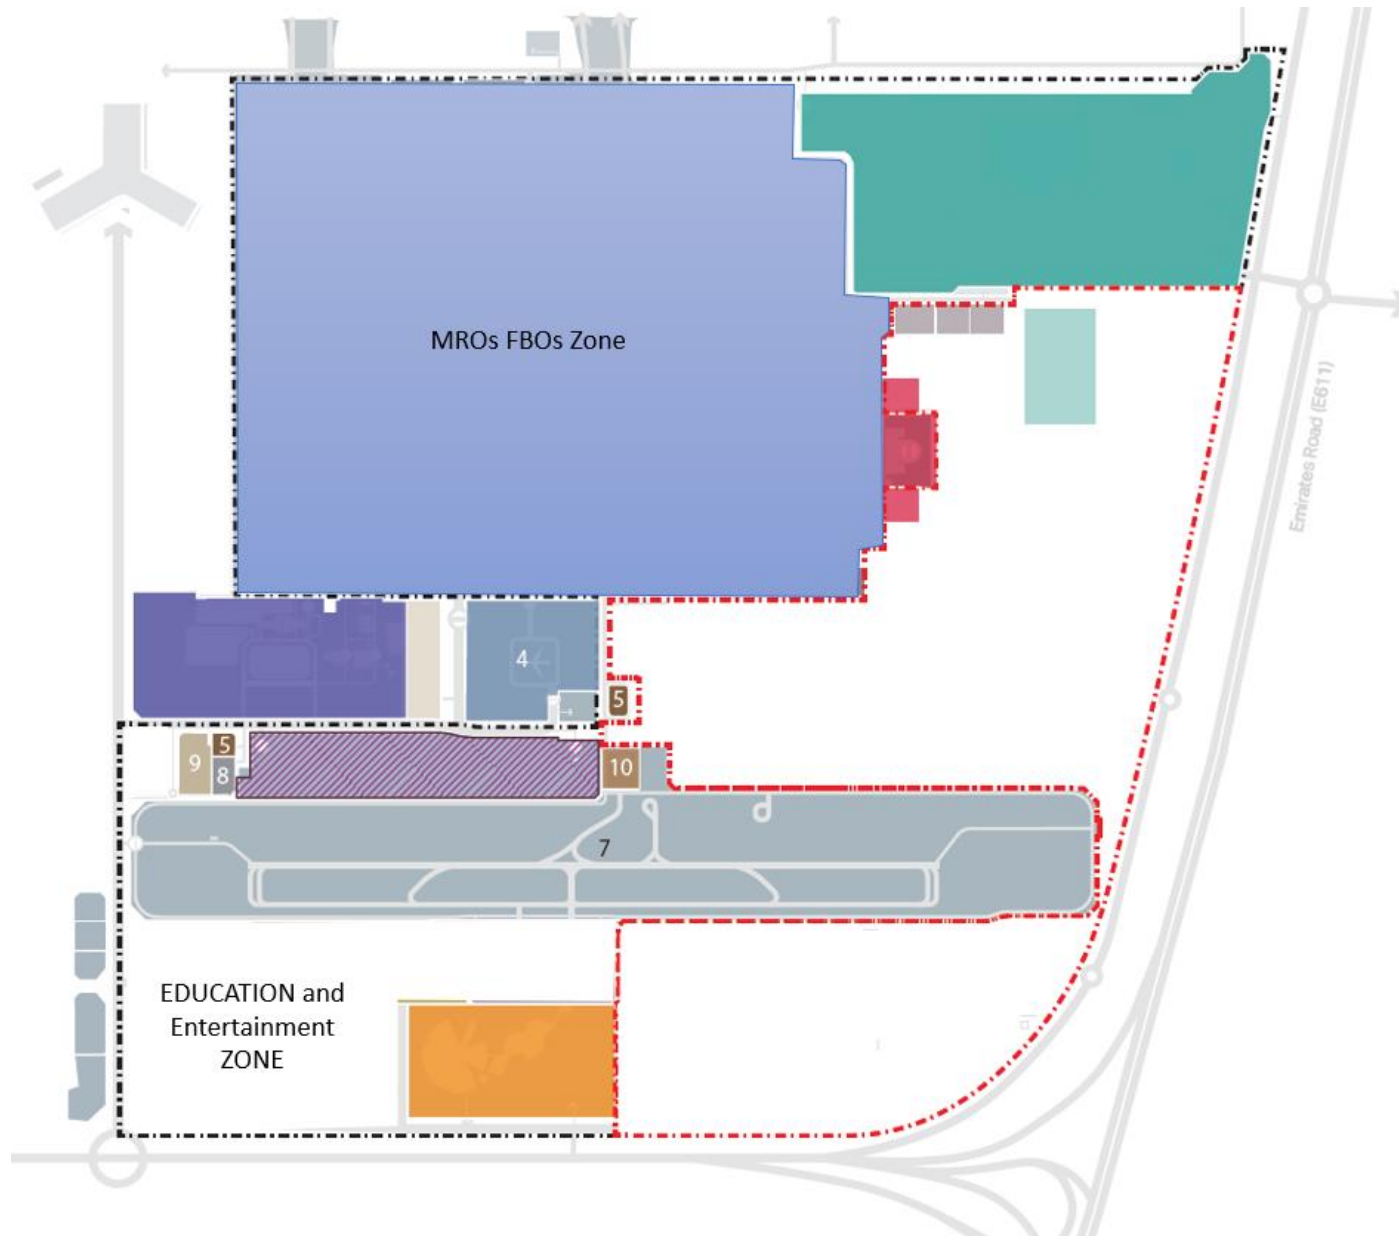 MROs FBOs Zone
Emirates Road (E611)
4
5
5
9
8
10
7
EDUCATION and
Entertainment
ZONE